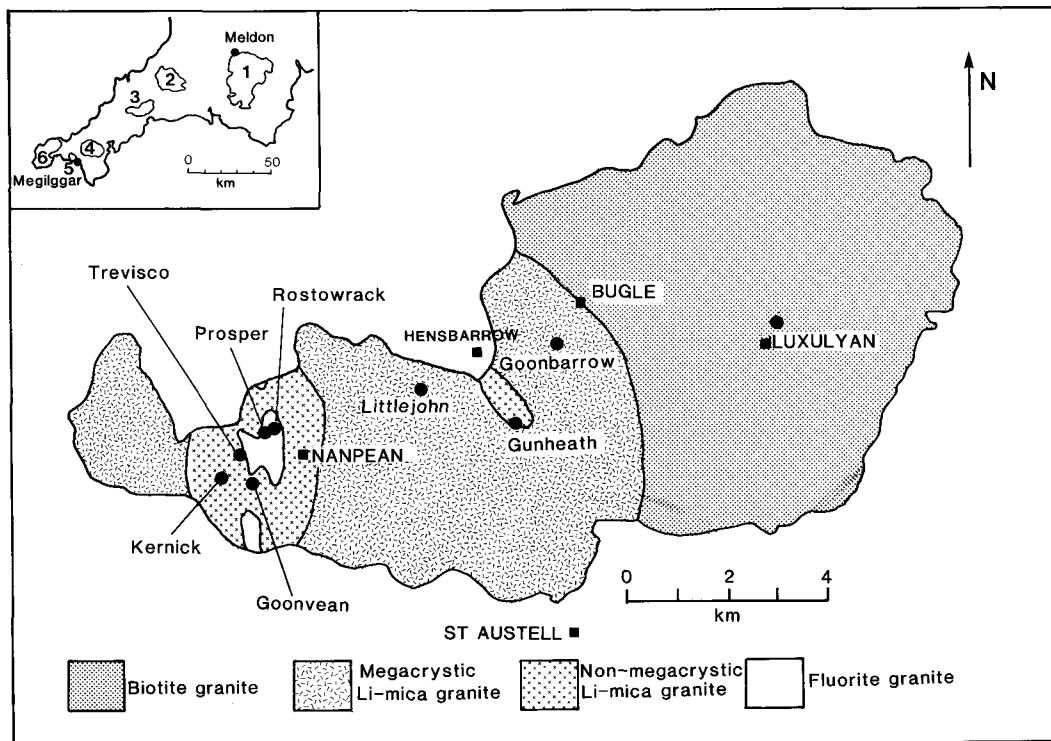 Meldon
1
2
3
4
5
6
Megilggar
0 50
km
N
Trevisco
Rostowrack
Prosper
HENSBARROW
BUGLE
Goonbarrow
LUXULYAN
Littlejohn
Gunheath
NANPEAN
Kernick
Goonvean
0 2 4
km
ST AUSTELL
Biotite granite
Megacrystic
Li-mica granite
Non-megacrystic
Li-mica granite
Fluorite granite